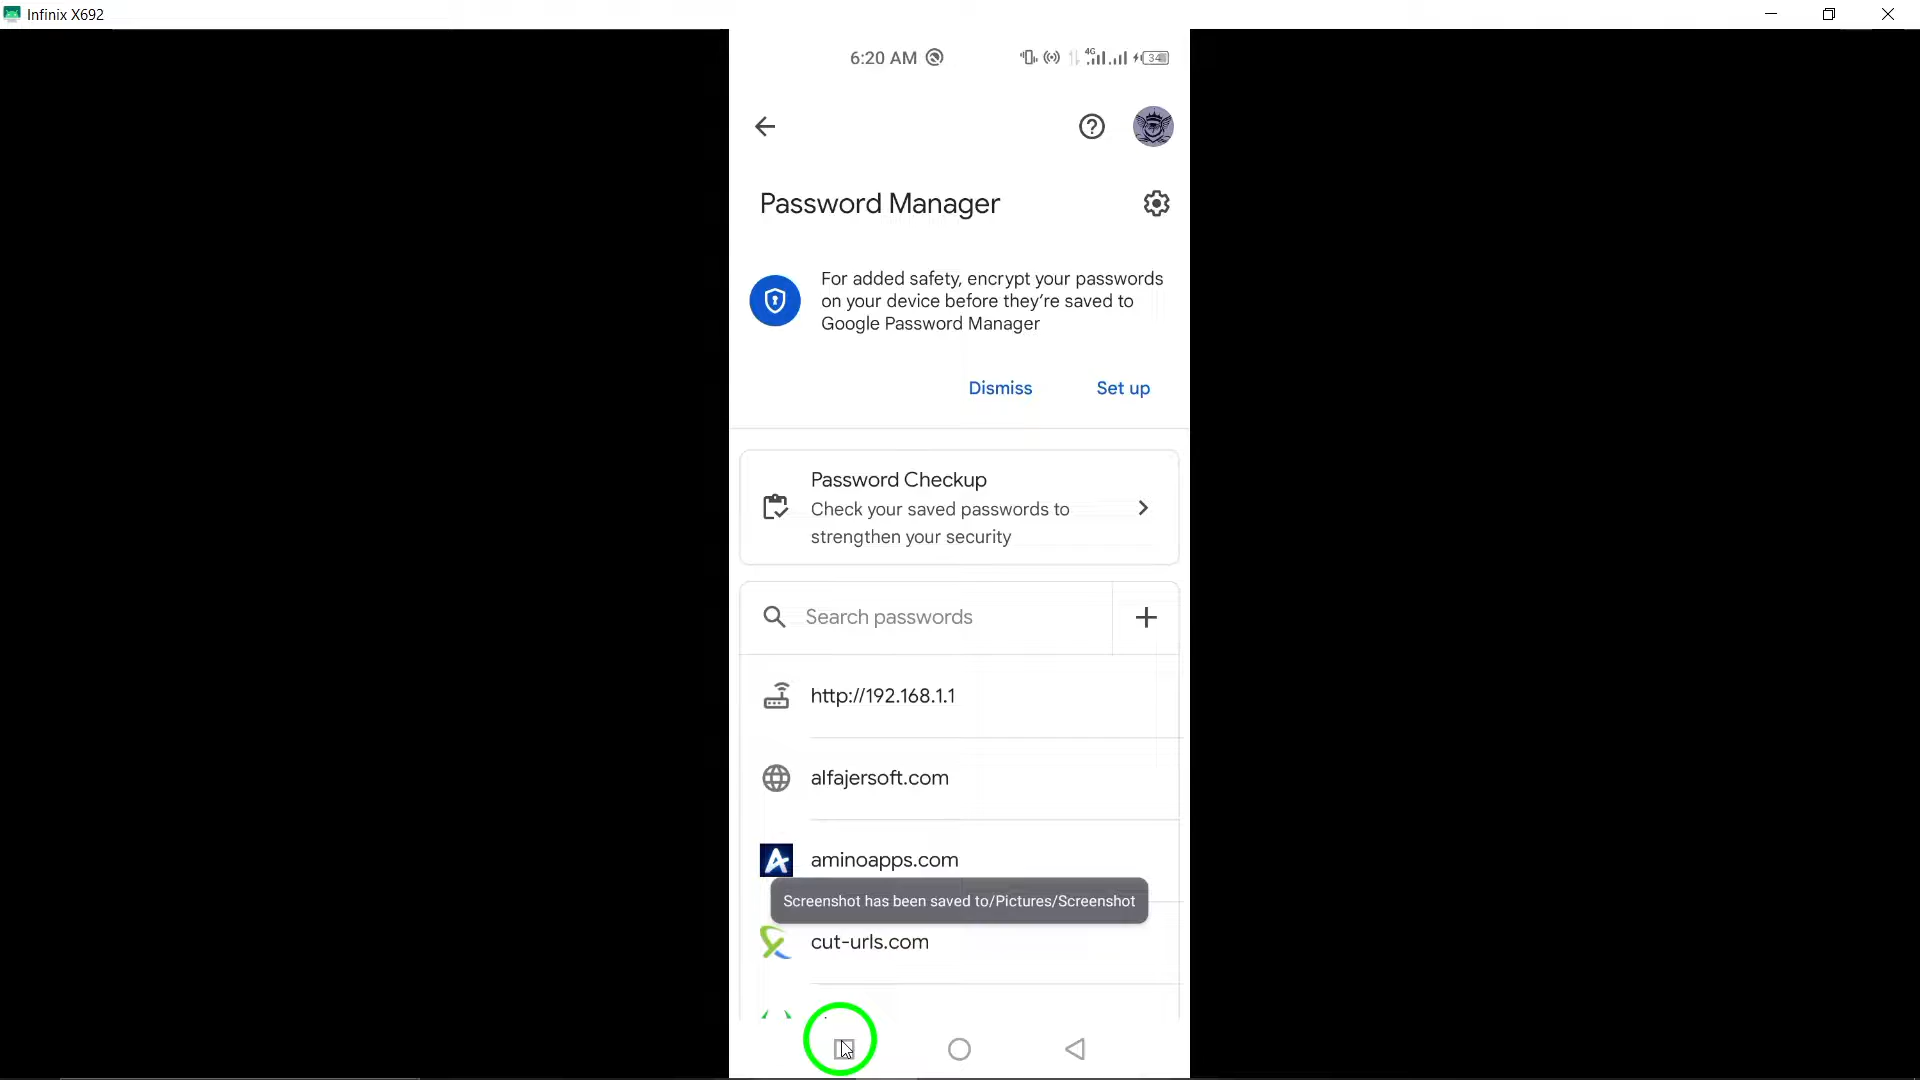 Infinix X692
6:20 AM
4G
34
?
Password Manager
For added safety, encrypt your passwords
on your device before they're saved to
Google Password Manager
Dismiss
Set up
Password Checkup
Check your saved passwords to
strengthen your security
Search passwords
http://192.168.1.1
alfajersoft.com
aminoapps.com
Screenshot has been saved to/Pictures/Screenshot
cut-urls.com